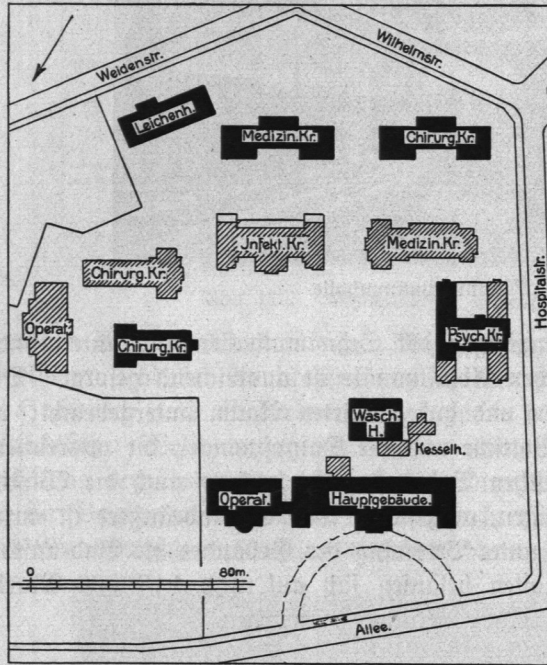 Weidenstr.
Wilhelmstr.
Leichenh.
Medizin.Kr.
Chirurg.Kr.
Jnfekt.Kr.
Medizin.Kr.
Chirurg.Kr.
Hospitalstr.
Operat.
Chirurg.Kr.
Psych.Kr.
Wasch-
H.
Kesselh.
Operat.
Hauptgebäude.
0 80m.
Allee.